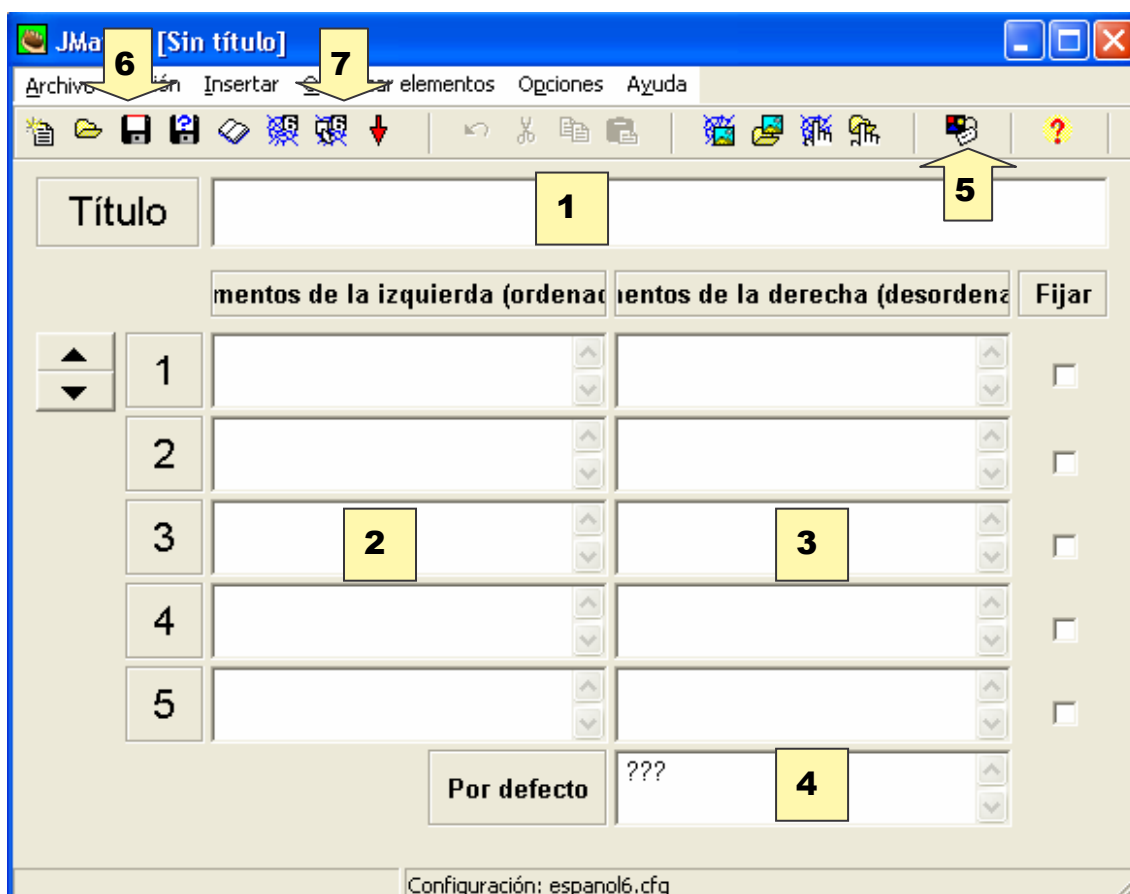 JMa [Sin título]
6 7
Archivo ión Insertar ar elementos Opciones Ayuda
5
Título 1
mentos de la izquierda (ordenad entos de la derecha (desordena Fijar
1
2
3 2 3
4
5
Por defecto ??? 4
Configuración: espanol6.cfg